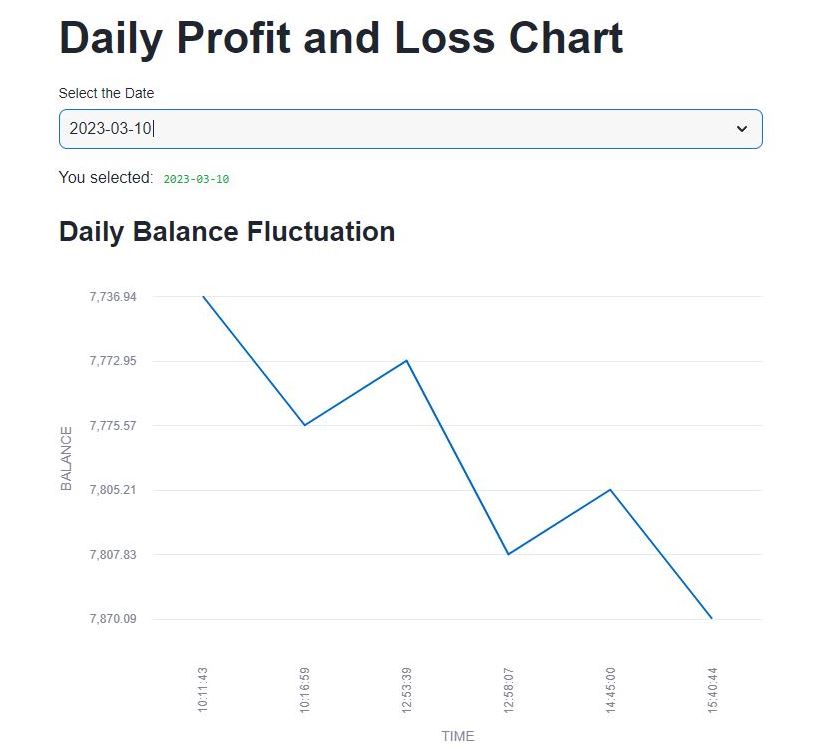 Daily Profit and Loss Chart
Select the Date
2023-03-10
You selected: 2023-03-10
Daily Balance Fluctuation
7,736.94
7,772.95
7,775.57
7,805.21
7,807.83
7,870.09
BALANCE
10:11:43
10:16:59
12:53:39
12:58:07
14:45:00
15:40:44
TIME